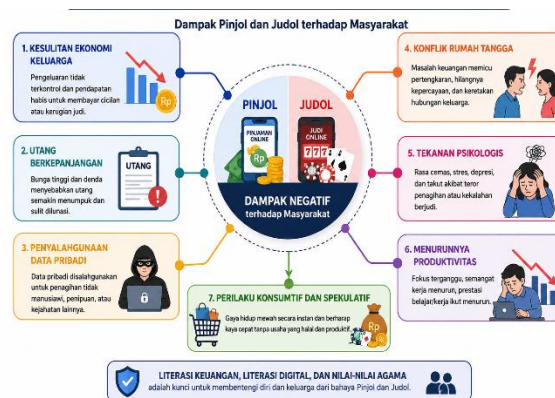 Dampak Pinjol dan Judol terhadap Masyarakat
1. KESULITAN EKONOMI
KELUARGA
Pengeluaran tidak
terkontrol dan pendapatan
habis untuk membayar cicilan
atau kerugian judi.
Rp
2. UTANG
BERKEPANJANGAN
Bunga tinggi dan denda
menyebabkan utang
semakin menumpuk dan
sulit dilunasi.
UTANG
3. PENYALAHGUNAAN
DATA PRIBADI
Data pribadi disalahgunakan
untuk penagihan tidak
manusiawi, penipuan, atau
kejahatan lainnya.
PINJOL
PINJAMAN
ONLINE
Rp
JUDOL
JUDI
ONLINE
777
DAMPAK NEGATIF
terhadap Masyarakat
4. KONFLIK RUMAH TANGGA
Masalah keuangan memicu
pertengkaran, hilangnya
kepercayaan, dan keretakan
hubungan keluarga.
5. TEKANAN PSIKOLOGIS
Rasa cemas, stres, depresi,
dan takut akibat teror
penagihan atau kekalahan
berjudi.
6. MENURUNNYA
PRODUKTIVITAS
Fokus terganggu, semangat
kerja menurun, prestasi
belajar/kerja ikut menurun.
7. PERILAKU KONSUMTIF DAN SPEKULATIF
Gaya hidup mewah secara instan dan berharap
kaya cepat tanpa usaha yang halal dan produktif.
Rp
LITERASI KEUANGAN, LITERASI DIGITAL, DAN NILAI-NILAI AGAMA
adalah kunci untuk membentengi diri dan keluarga dari bahaya Pinjol dan Judol.